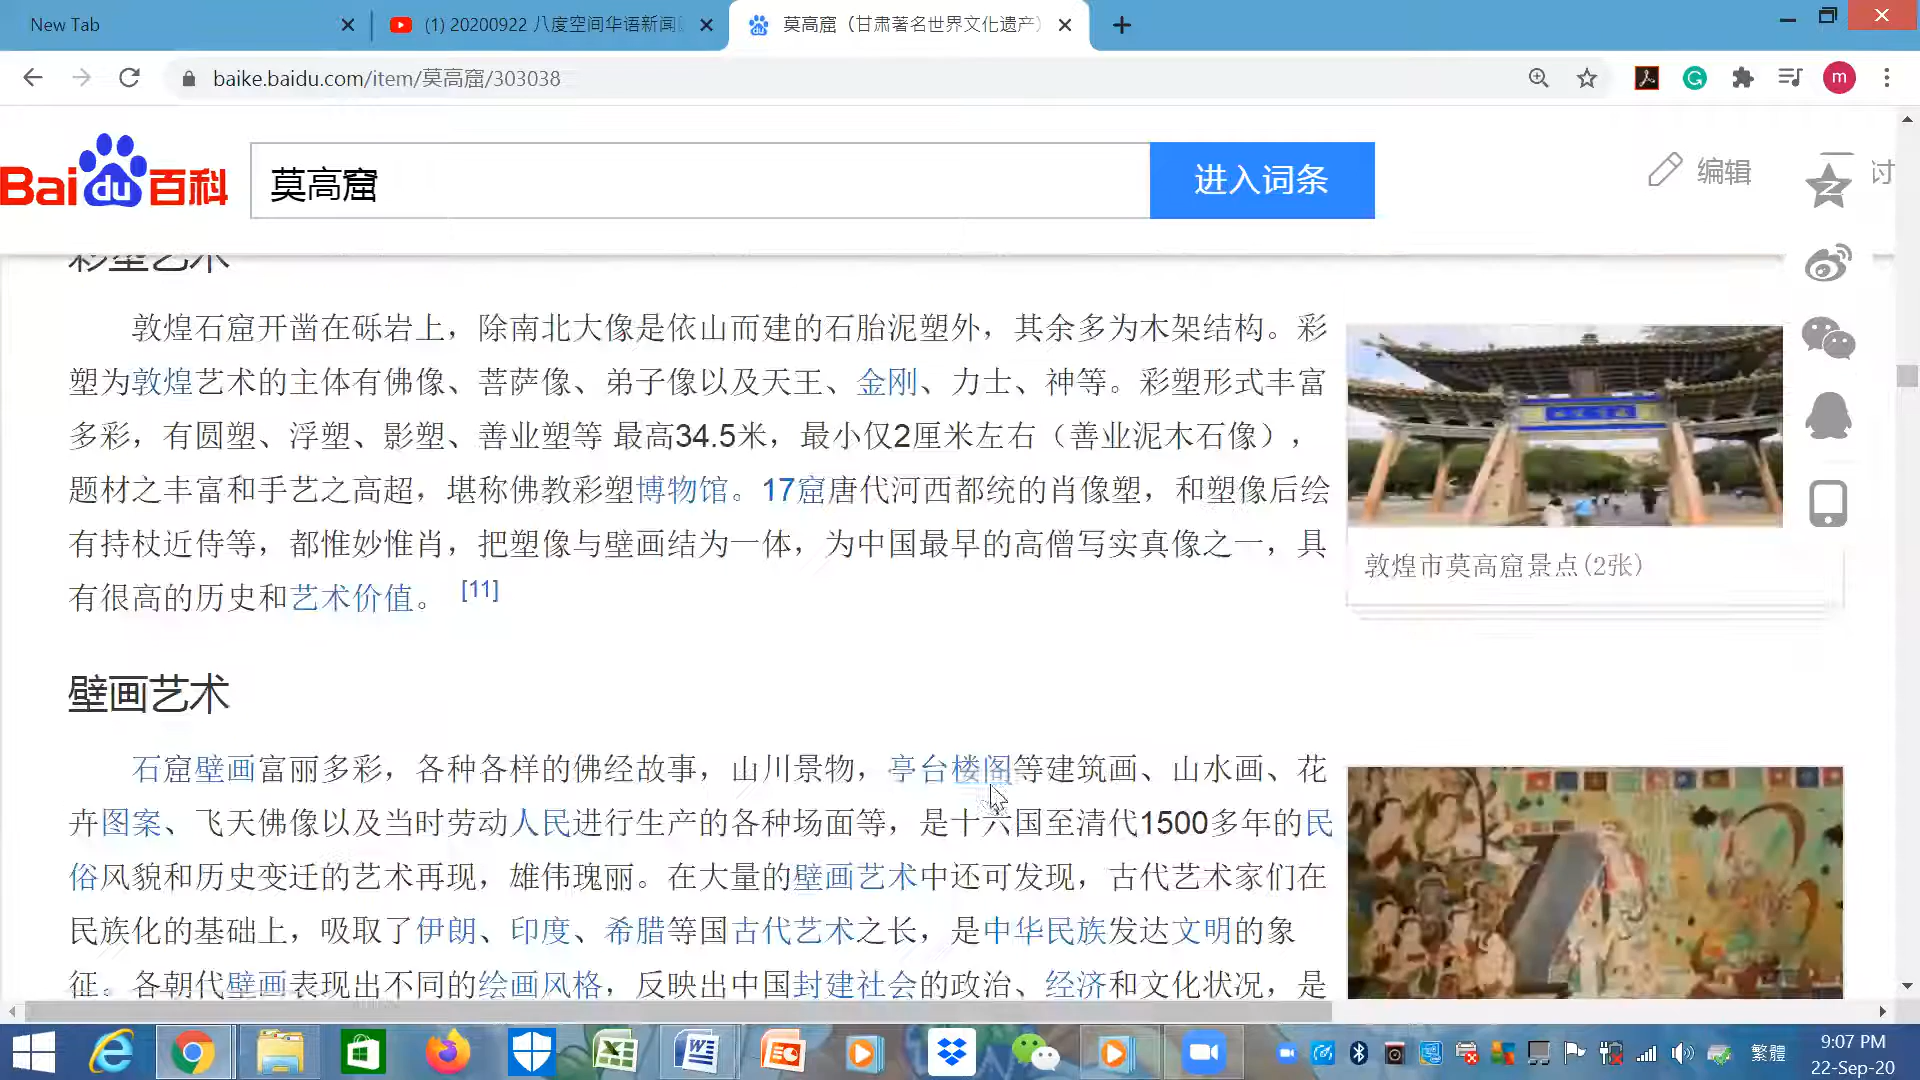 New Tab
(1) 20200922 八度空间华语新闻
莫高窟（甘肃著名世界文化遗产）
baike.baidu.com/item/莫高窟/303038
Bai du 百科
莫高窟
进入词条
编辑
讨
彩塑艺术
敦煌石窟开凿在砾岩上，除南北大像是依山而建的石胎泥塑外，其余多为木架结构。彩
塑为敦煌艺术的主体有佛像、菩萨像、弟子像以及天王、金刚、力士、神等。彩塑形式丰富
多彩，有圆塑、浮塑、影塑、善业塑等 最高34.5米，最小仅2厘米左右（善业泥木石像），
题材之丰富和手艺之高超，堪称佛教彩塑博物馆。17窟唐代河西都统的肖像塑，和塑像后绘
有持杖近侍等，都惟妙惟肖，把塑像与壁画结为一体，为中国最早的高僧写实真像之一，具
有很高的历史和艺术价值。 [11]
敦煌市莫高窟景点(2张)
壁画艺术
石窟壁画富丽多彩，各种各样的佛经故事，山川景物，亭台楼阁等建筑画、山水画、花
卉图案、飞天佛像以及当时劳动人民进行生产的各种场面等，是十六国至清代1500多年的民
俗风貌和历史变迁的艺术再现，雄伟瑰丽。在大量的壁画艺术中还可发现，古代艺术家们在
民族化的基础上，吸取了伊朗、印度、希腊等国古代艺术之长，是中华民族发达文明的象
征。各朝代壁画表现出不同的绘画风格，反映出中国封建社会的政治、经济和文化状况，是
繁體
9:07 PM
22-Sep-20